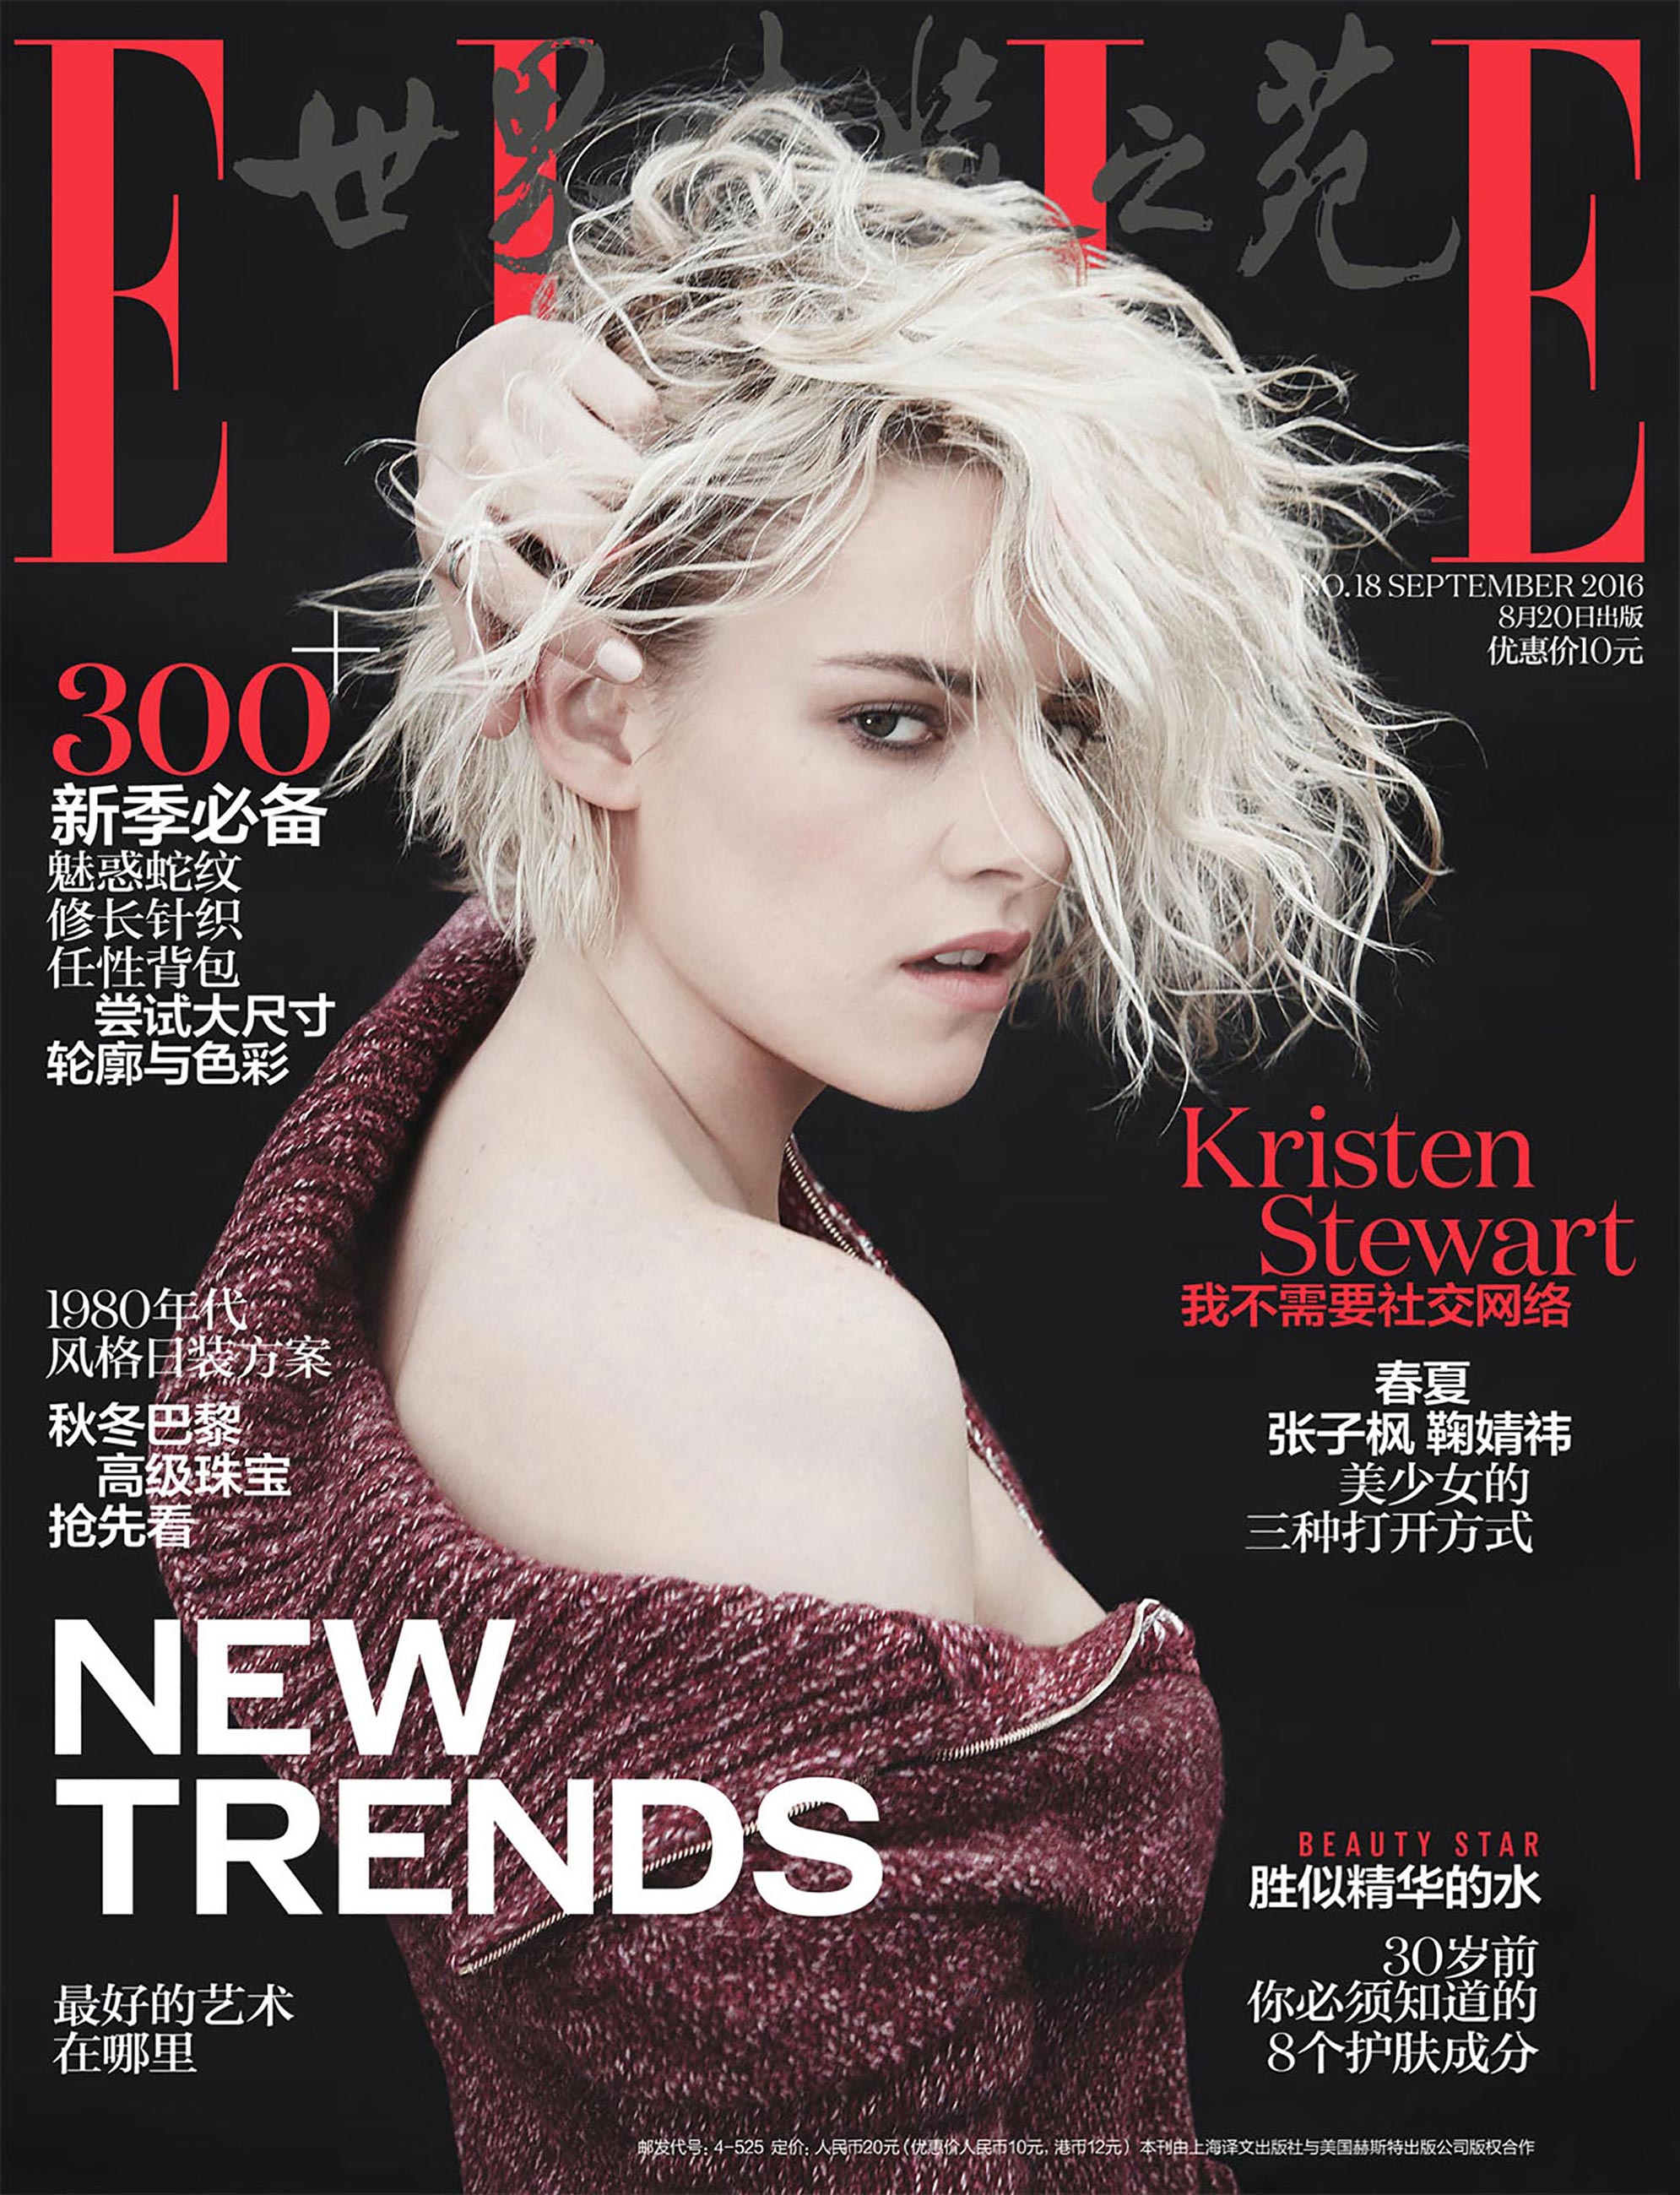 ELLE
世界时装之苑
NO.18 SEPTEMBER 2016
8月20日出版
优惠价10元
300+
新季必备
魅惑蛇纹
修长针织
任性背包
尝试大尺寸
轮廓与色彩
Kristen
Stewart
我不需要社交网络
春夏
张子枫 鞠婧祎
美少女的
三种打开方式
1980年代
风格日装方案
秋冬巴黎
高级珠宝
抢先看
NEW
TRENDS
最好的艺术
在哪里
BEAUTY STAR
胜似精华的水
30岁前
你必须知道的
8个护肤成分
邮发代号: 4-525 定价: 人民币20元 (优惠价人民币10元, 港币12元) 本刊由上海译文出版社与美国赫斯特出版公司版权合作